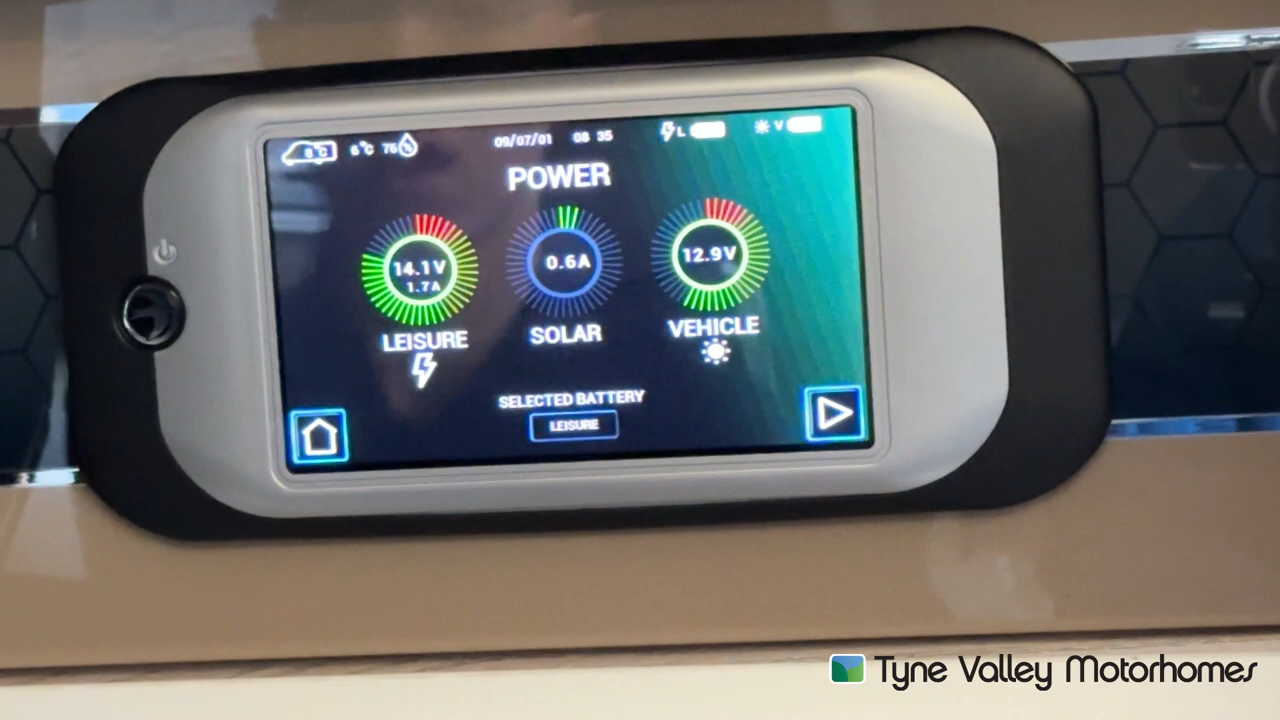 8°C 6°C 76 09/07/01 08 35 L V
POWER
14.1V 0.6A 12.9V
1.7A
LEISURE SOLAR VEHICLE
SELECTED BATTERY
LEISURE
Tyne Valley Motorhomes